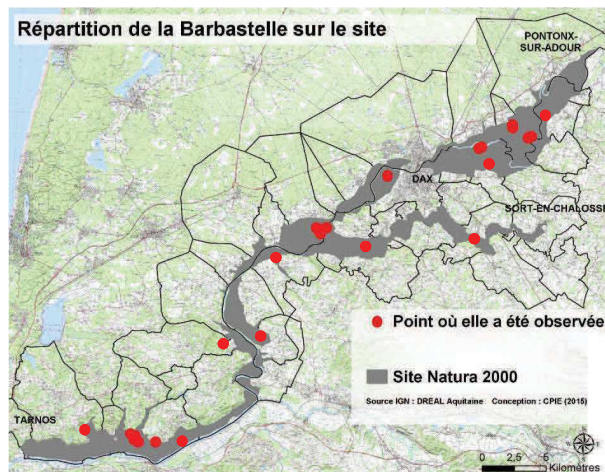 Répartition de la Barbastelle sur le site
PONTONX-
SUR-ADOUR
DAX
SORT-EN-CHALOSSE
Point où elle a été observée
Site Natura 2000
TARNOS
Source IGN : DREAL Aquitaine Conception : CPIE (2015)
0 2,5 5
Kilomètres